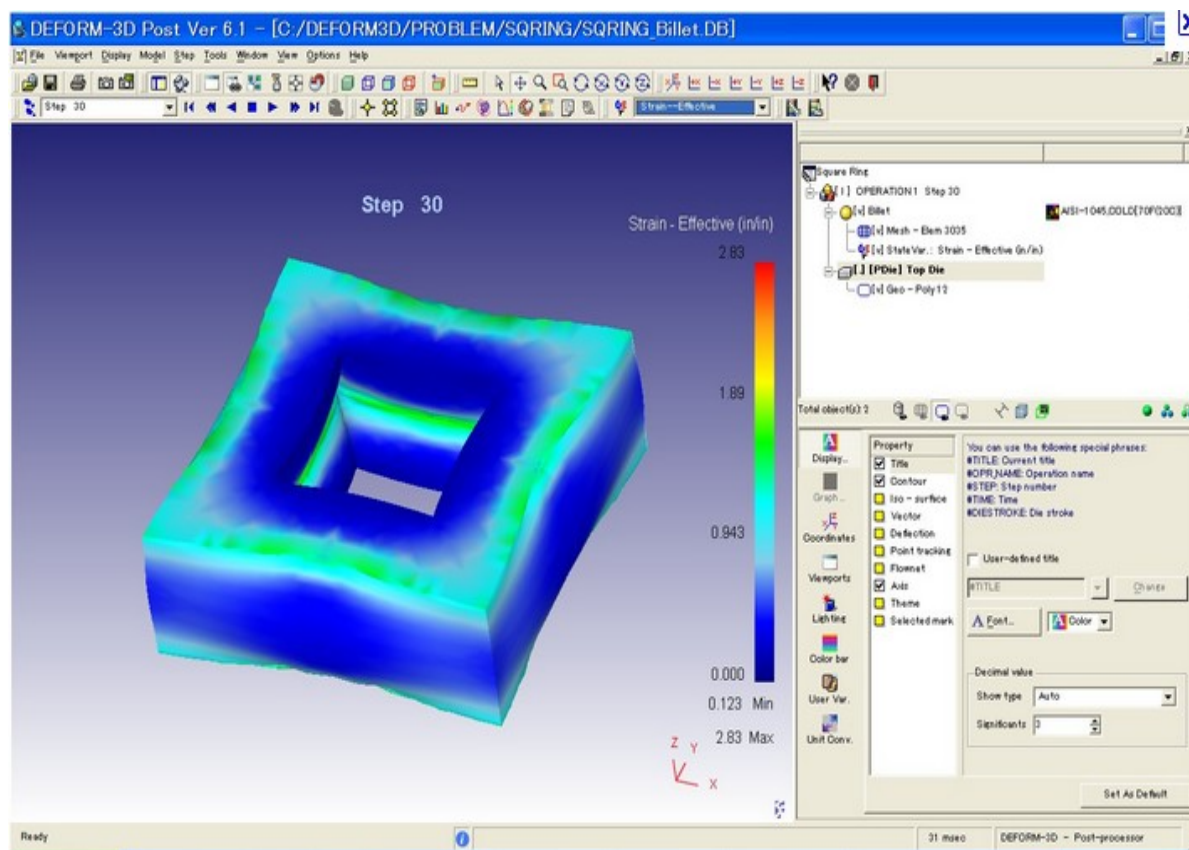 DEFORM-3D Post Ver 6.1 - [C:/DEFORM3D/PROBLEM/SQRING/SQRING_Billet.DB]
File Viewport Display Model Step Tools Window View Options Help
Step 30
Strain--Effective
Step 30
Strain - Effective (in/in)
2.83
1.89
0.943
0.000
0.123 Min
2.83 Max
Z Y
X
Square Ring
OPERATION1 Step 30
[v] Billet
AISI-1045,COLD[70F(20C)]
[v] Mesh - Elem 3035
[v] StateVar.: Strain - Effective (in/in)
[.] [PDie] Top Die
[v] Geo - Poly12
Total object(s): 2
Display...
Graph...
Coordinates
Viewports
Lighting
Color bar
User Var.
Unit Conv.
Property
Title
Contour
Iso - surface
Vector
Deflection
Point tracking
Flownet
Axis
Theme
Selected mark
You can use the following special phrases:
#TITLE: Current title
#OPR_NAME: Operation name
#STEP: Step number
#TIME: Time
#DIESTROKE: Die stroke
User-defined title
#TITLE
Change
A Font...
Color
Decimal value
Show type Auto
Significants 3
Set As Default
Ready
31 msec
DEFORM-3D - Post-processor